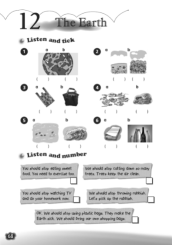 12 The Earth
Listen and tick
1 a b
2 a b
( ) ( ) ( ) ( )
3 a b
4 a b
( ) ( ) ( ) ( )
5 a b
6 a b
( ) ( ) ( ) ( )
Listen and number
You should stop eating sweet food. You need to exercise too.
We should stop cutting down so many trees. Trees keep the air clean.
You should stop watching TV and do your homework now.
We should stop throwing rubbish. Let's pick up the rubbish.
We should stop using plastic bags. They make the Earth sick. We should bring our own shopping bags.